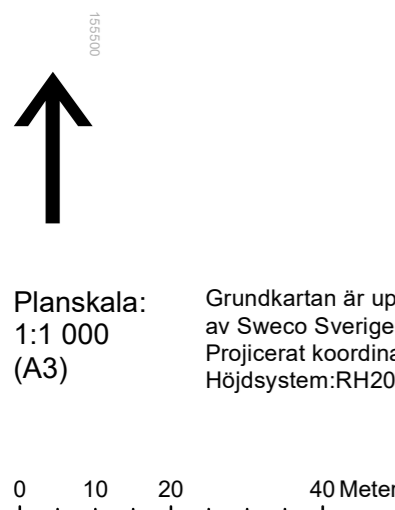 155500
Planskala:
1:1 000
(A3)
Grundkartan är up
av Sweco Sverige
Projicerat koordina
Höjdsystem:RH20
0 10 20 40 Meter